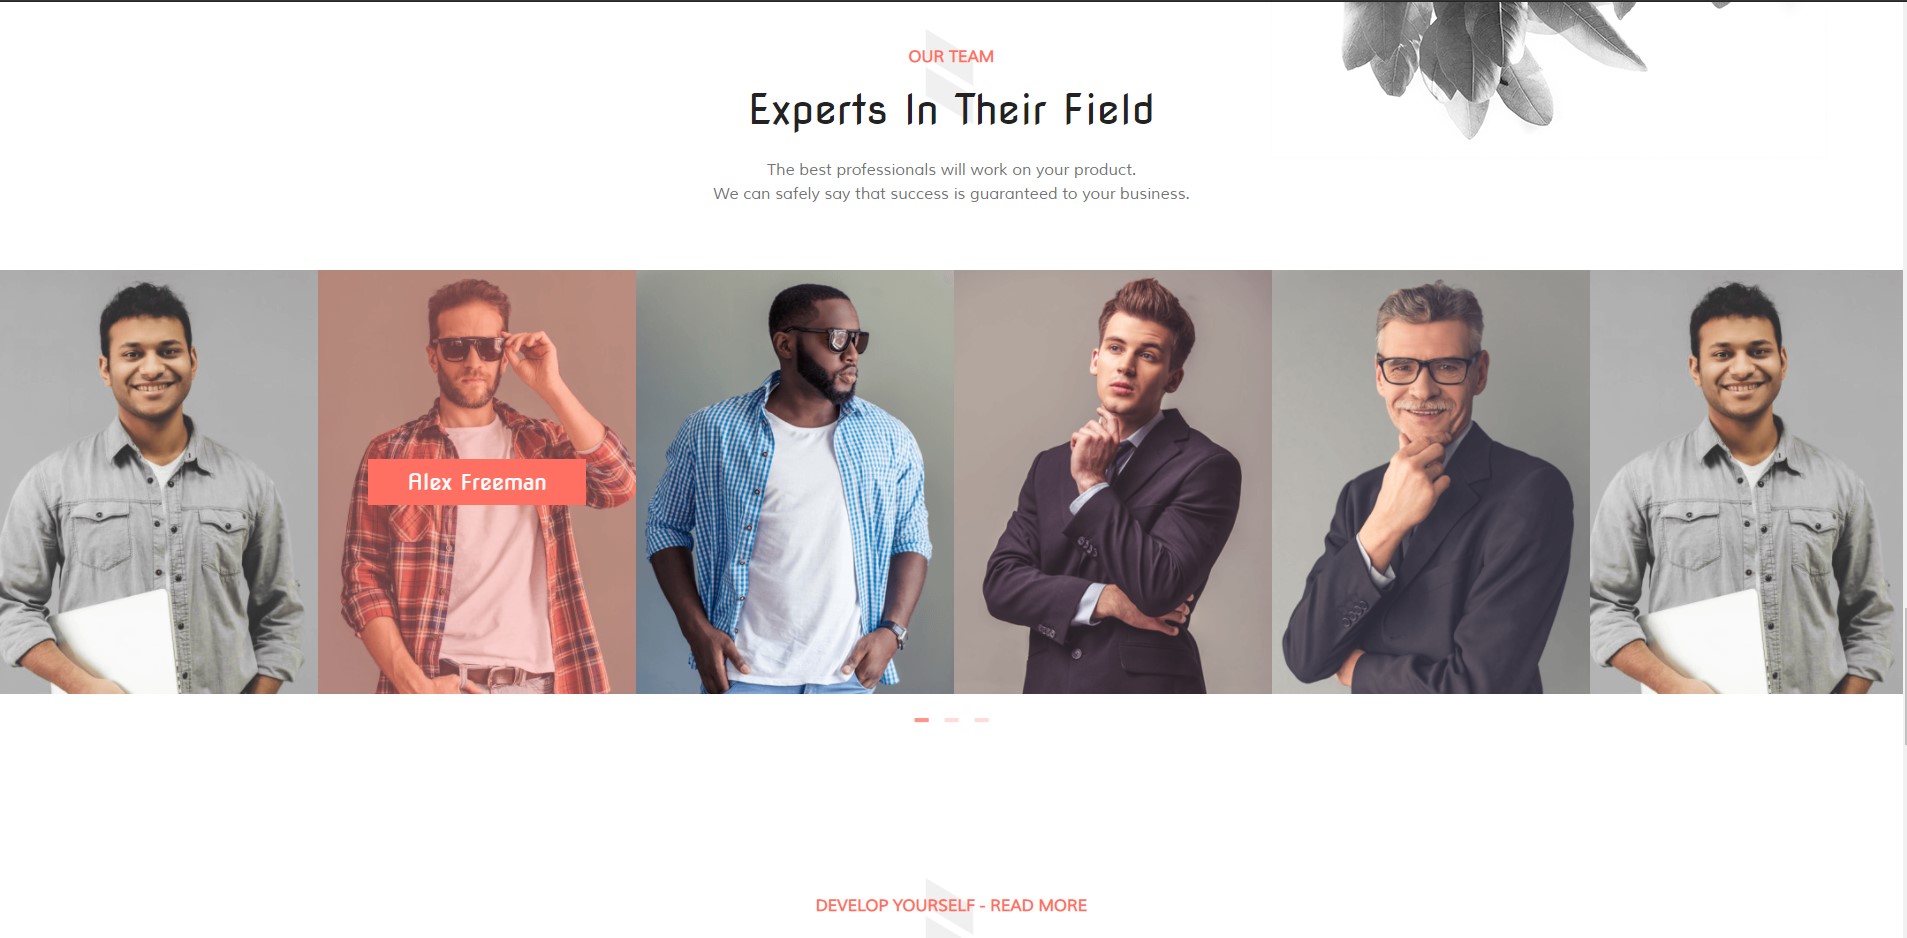 OUR TEAM
Experts In Their Field
The best professionals will work on your product.
We can safely say that success is guaranteed to your business.
Alex Freeman
DEVELOP YOURSELF - READ MORE